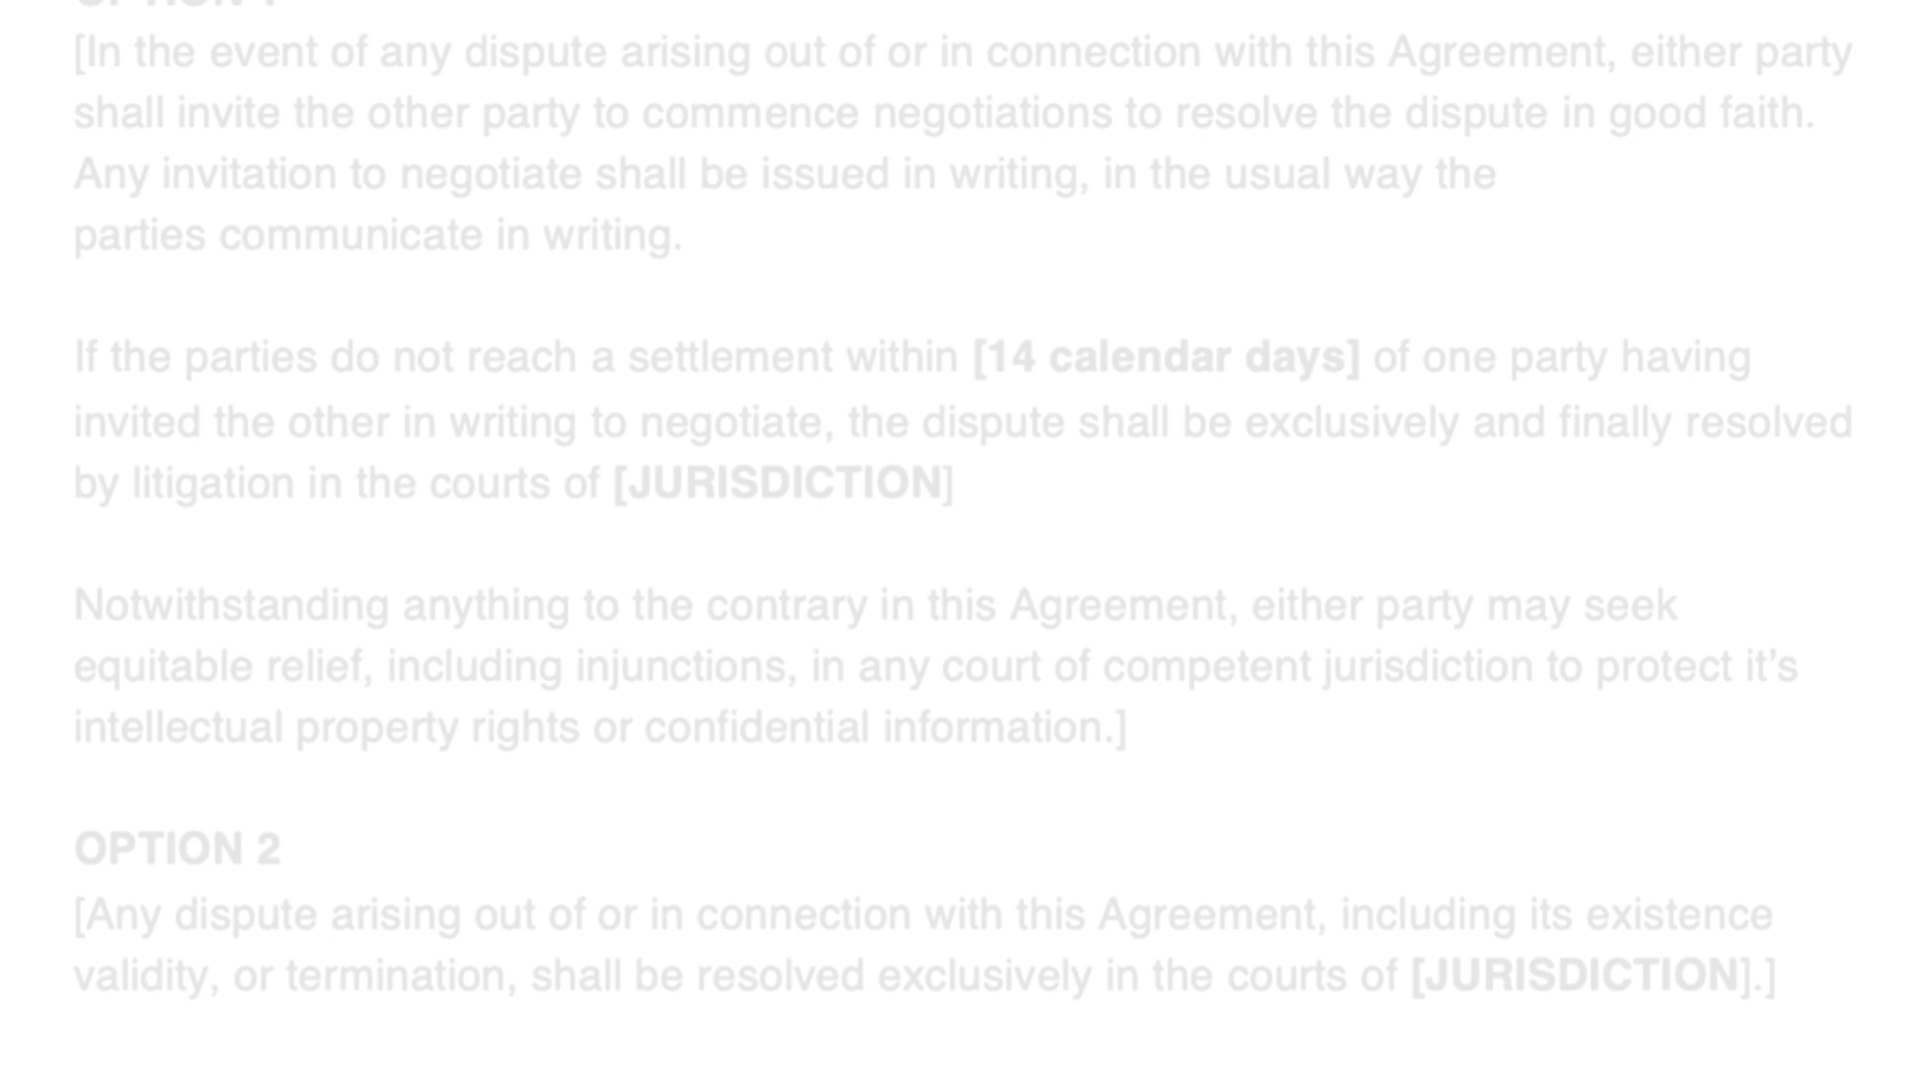 OPTION 1
[In the event of any dispute arising out of or in connection with this Agreement, either party
shall invite the other party to commence negotiations to resolve the dispute in good faith.
Any invitation to negotiate shall be issued in writing, in the usual way the
parties communicate in writing.
If the parties do not reach a settlement within [14 calendar days] of one party having
invited the other in writing to negotiate, the dispute shall be exclusively and finally resolved
by litigation in the courts of [JURISDICTION]
Notwithstanding anything to the contrary in this Agreement, either party may seek
equitable relief, including injunctions, in any court of competent jurisdiction to protect it’s
intellectual property rights or confidential information.]
OPTION 2
[Any dispute arising out of or in connection with this Agreement, including its existence
validity, or termination, shall be resolved exclusively in the courts of [JURISDICTION].]